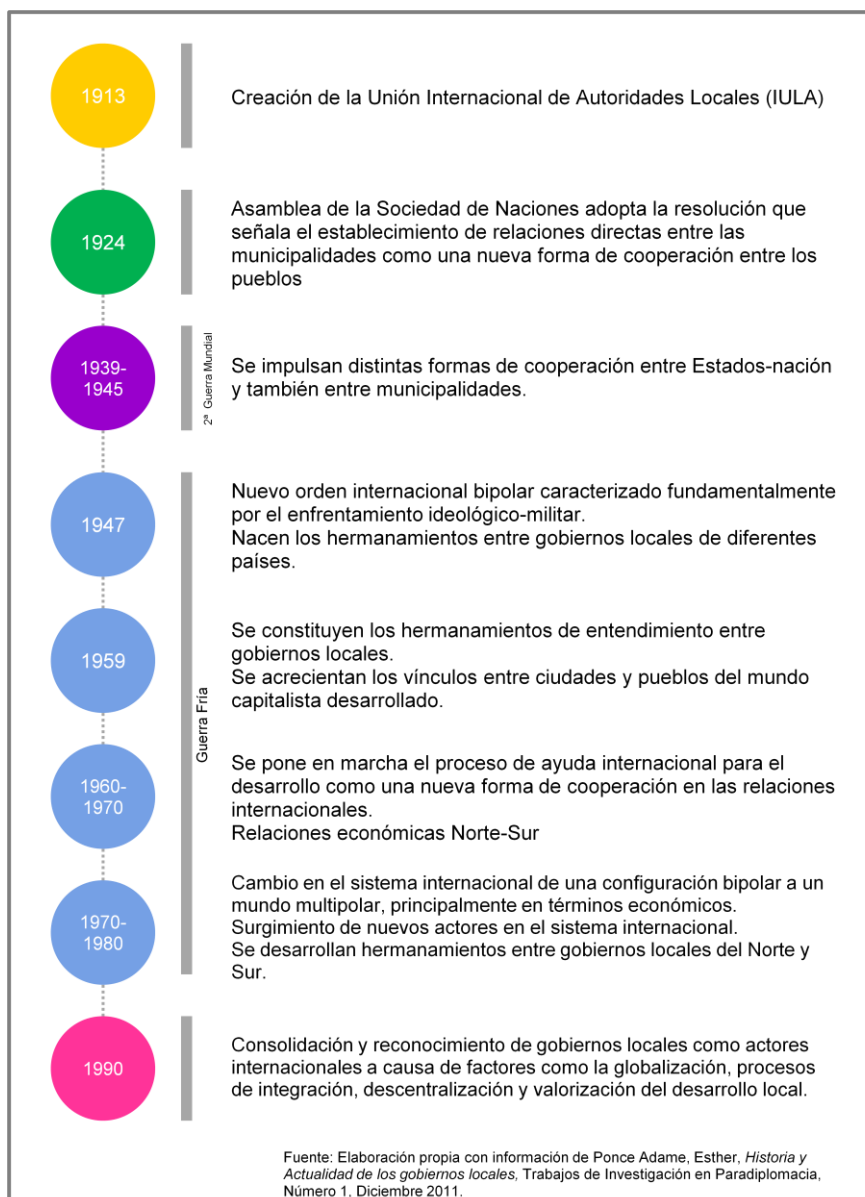 1913
Creación de la Unión Internacional de Autoridades Locales (IULA)
1924
Asamblea de la Sociedad de Naciones adopta la resolución que
señala el establecimiento de relaciones directas entre las
municipalidades como una nueva forma de cooperación entre los
pueblos
1939-
1945
2ª Guerra Mundial
Se impulsan distintas formas de cooperación entre Estados-nación
y también entre municipalidades.
Guerra Fría
1947
Nuevo orden internacional bipolar caracterizado fundamentalmente
por el enfrentamiento ideológico-militar.
Nacen los hermanamientos entre gobiernos locales de diferentes
países.
1959
Se constituyen los hermanamientos de entendimiento entre
gobiernos locales.
Se acrecientan los vínculos entre ciudades y pueblos del mundo
capitalista desarrollado.
1960-
1970
Se pone en marcha el proceso de ayuda internacional para el
desarrollo como una nueva forma de cooperación en las relaciones
internacionales.
Relaciones económicas Norte-Sur
1970-
1980
Cambio en el sistema internacional de una configuración bipolar a un
mundo multipolar, principalmente en términos económicos.
Surgimiento de nuevos actores en el sistema internacional.
Se desarrollan hermanamientos entre gobiernos locales del Norte y
Sur.
1990
Consolidación y reconocimiento de gobiernos locales como actores
internacionales a causa de factores como la globalización, procesos
de integración, descentralización y valorización del desarrollo local.
Fuente: Elaboración propia con información de Ponce Adame, Esther, Historia y
Actualidad de los gobiernos locales, Trabajos de Investigación en Paradiplomacia,
Número 1, Diciembre 2011.